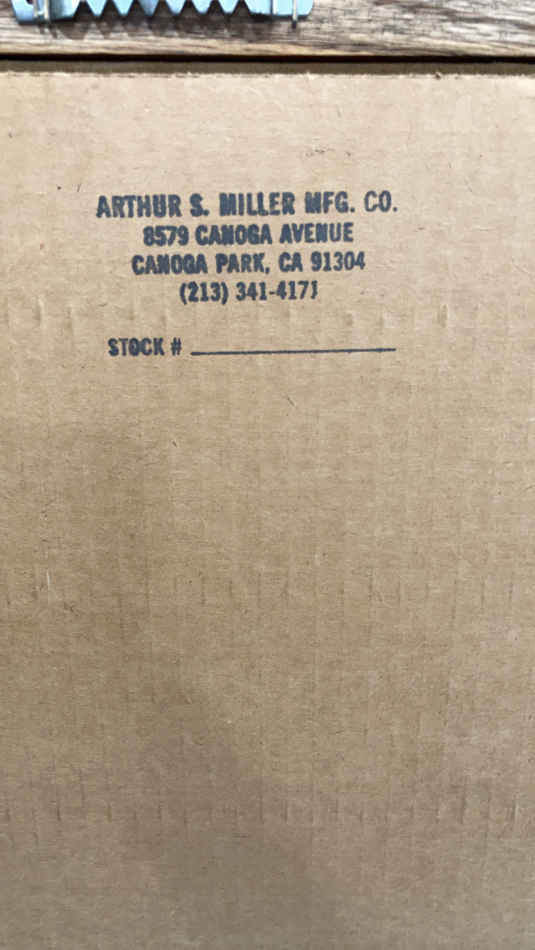 ARTHUR S. MILLER MFG. CO.
8579 CANOGA AVENUE
CANOGA PARK, CA 91304
(213) 341-4171
STOCK #